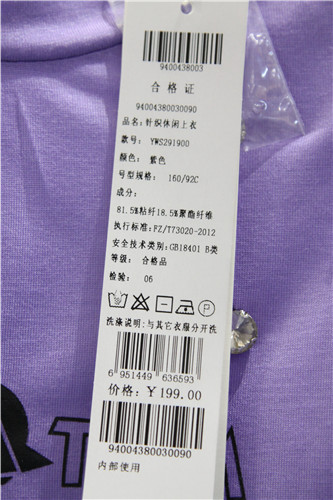 9400438003
合格证
94004380030090
品名：针织休闲上衣
款号： YWS291900
颜色： 紫色
号型规格： 160/92C
成分：
81.5%粘纤18.5%聚酯纤维
执行标准：FZ/T73020-2012
安全技术类别：GB18401 B类
等级： 合格品
检验： 06
P
洗涤说明：与其它衣服分开洗
6 951449 636593
价格：￥199.00
94004380030090
内部使用